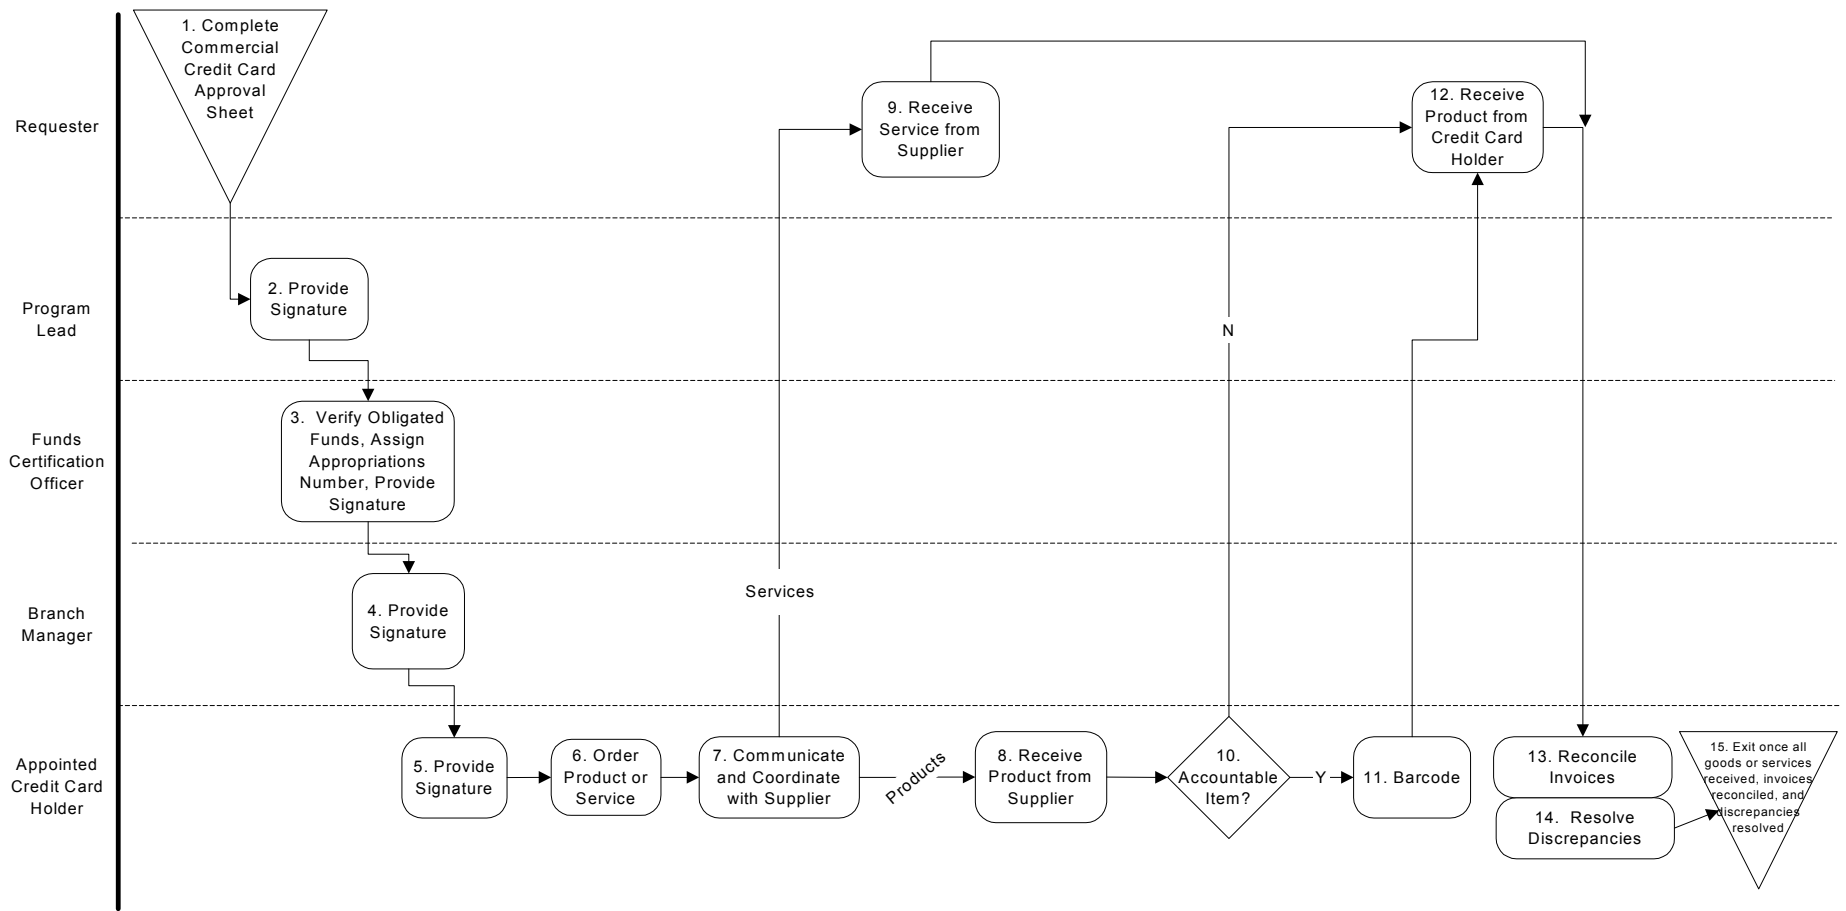 1. Complete
Commercial
Credit Card
Approval
Sheet
Requester
9. Receive
Service from
Supplier
12. Receive
Product from
Credit Card
Holder
Program
Lead
2. Provide
Signature
N
Funds
Certification
Officer
3. Verify Obligated
Funds, Assign
Appropriations
Number, Provide
Signature
Branch
Manager
4. Provide
Signature
Services
Appointed
Credit Card
Holder
5. Provide
Signature
6. Order
Product or
Service
7. Communicate
and Coordinate
with Supplier
Products
8. Receive
Product from
Supplier
10.
Accountable
Item?
Y
11. Barcode
13. Reconcile
Invoices
14. Resolve
Discrepancies
15. Exit once all
goods or services
received, invoices
reconciled, and
discrepancies
resolved